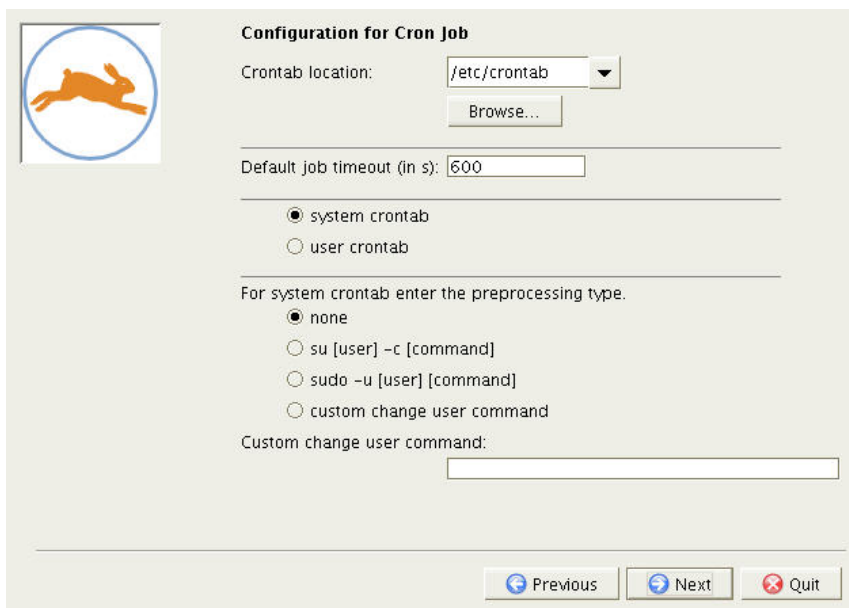 Configuration for Cron Job
Crontab location: /etc/crontab
Browse...
Default job timeout (in s): 600
system crontab
user crontab
For system crontab enter the preprocessing type.
none
su [user] -c [command]
sudo -u [user] [command]
custom change user command
Custom change user command:
Previous Next Quit